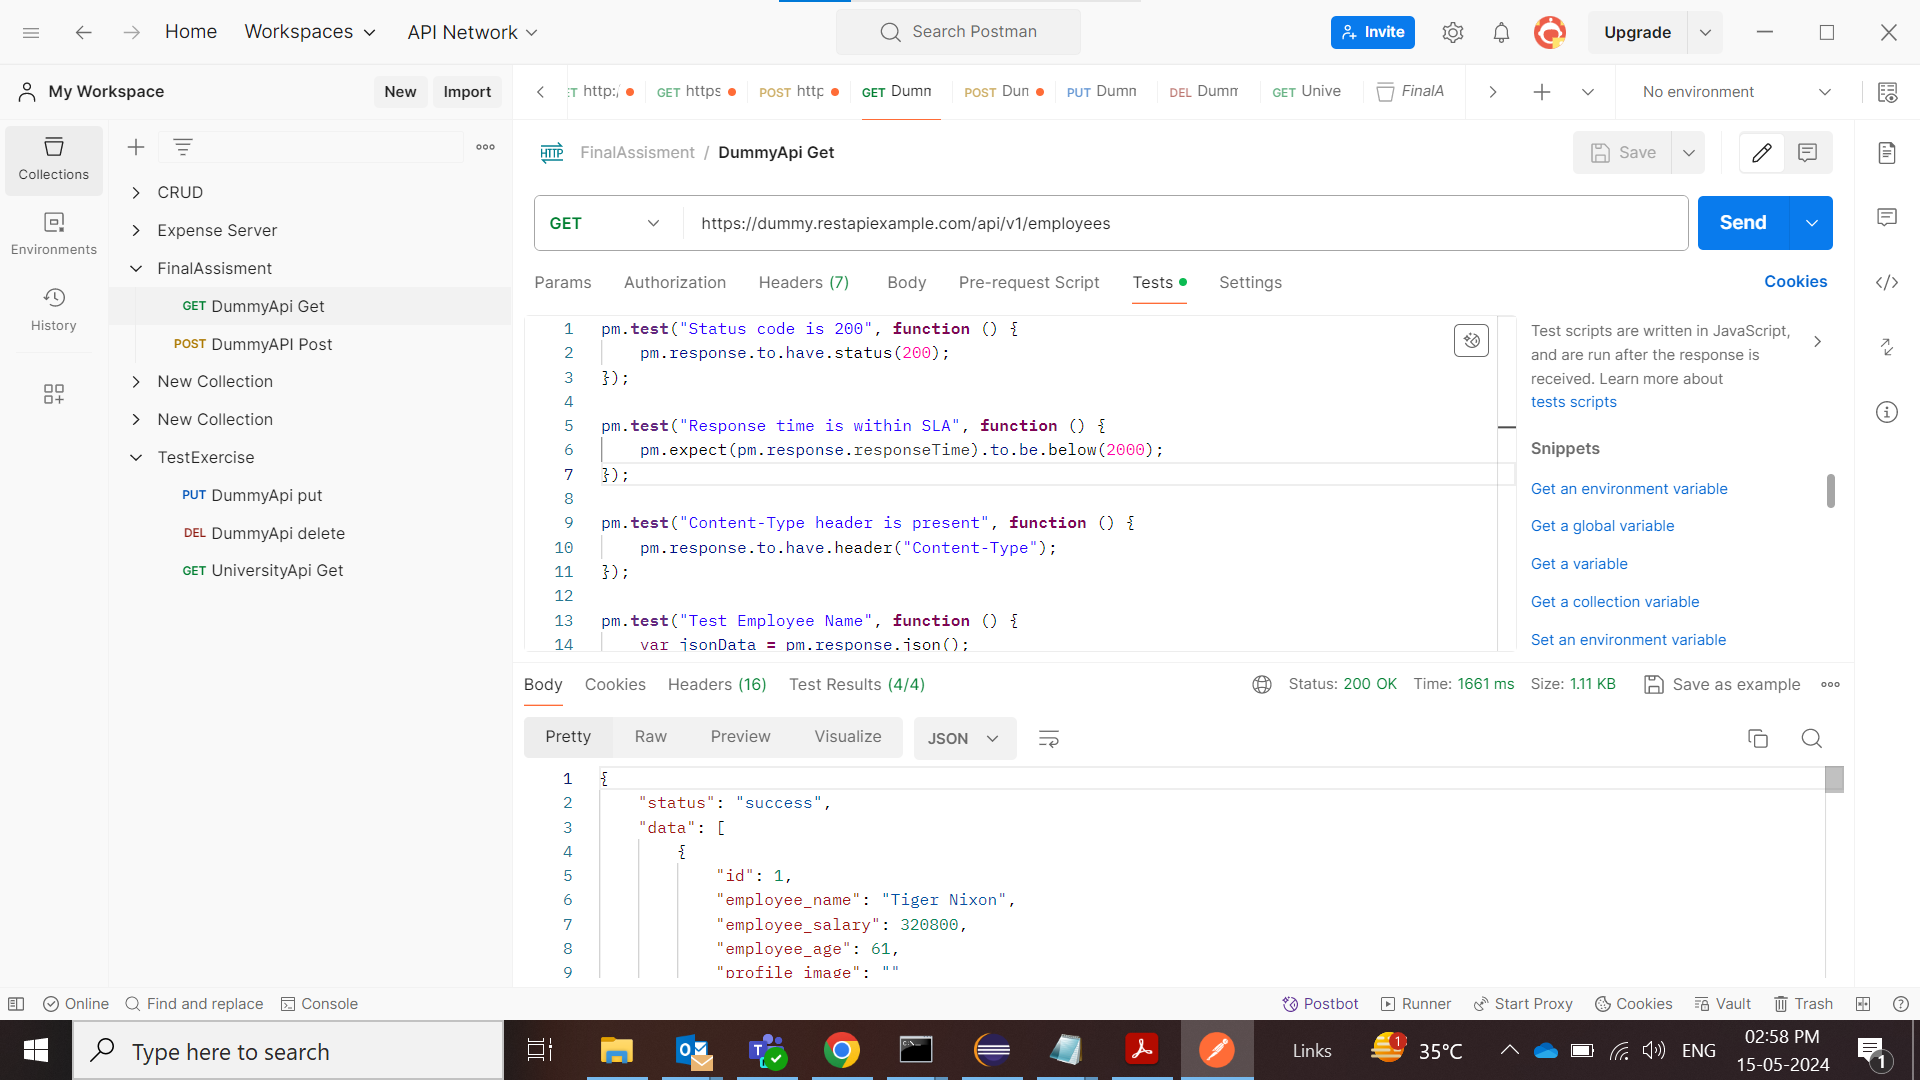 Home Workspaces API Network Search Postman Invite Upgrade
My Workspace New Import http:/ GET https POST http GET Dumm POST Dum PUT Dumm DEL Dumm GET Unive FinalA No environment
Collections
Environments
History
CRUD
Expense Server
FinalAssisment
GET DummyApi Get
POST DummyAPI Post
New Collection
New Collection
TestExercise
PUT DummyApi put
DEL DummyApi delete
GET UniversityApi Get
HTTP FinalAssisment / DummyApi Get Save
GET https://dummy.restapiexample.com/api/v1/employees Send
Params Authorization Headers (7) Body Pre-request Script Tests Settings Cookies
1 pm.test("Status code is 200", function () {
2 pm.response.to.have.status(200);
3 });
4
5 pm.test("Response time is within SLA", function () {
6 pm.expect(pm.response.responseTime).to.be.below(2000);
7 });
8
9 pm.test("Content-Type header is present", function () {
10 pm.response.to.have.header("Content-Type");
11 });
12
13 pm.test("Test Employee Name", function () {
14 var jsonData = pm.response.json();
Test scripts are written in JavaScript,
and are run after the response is
received. Learn more about
tests scripts
Snippets
Get an environment variable
Get a global variable
Get a variable
Get a collection variable
Set an environment variable
Body Cookies Headers (16) Test Results (4/4) Status: 200 OK Time: 1661 ms Size: 1.11 KB Save as example
Pretty Raw Preview Visualize JSON
1 {
2 "status": "success",
3 "data": [
4 {
5 "id": 1,
6 "employee_name": "Tiger Nixon",
7 "employee_salary": 320800,
8 "employee_age": 61,
9 "profile_image": ""
Online Find and replace Console Postbot Runner Start Proxy Cookies Vault Trash
Type here to search Links 1 35°C ENG 02:58 PM
15-05-2024 1